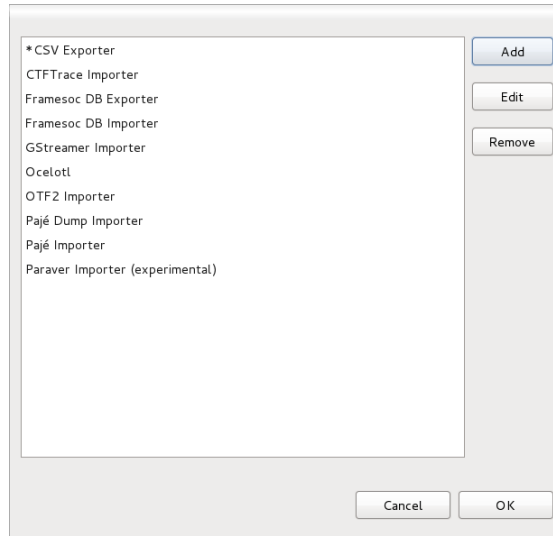 *CSV Exporter
CTFTrace Importer
Framesoc DB Exporter
Framesoc DB Importer
GStreamer Importer
Ocelotl
OTF2 Importer
Pajé Dump Importer
Pajé Importer
Paraver Importer (experimental)
Add
Edit
Remove
Cancel
OK